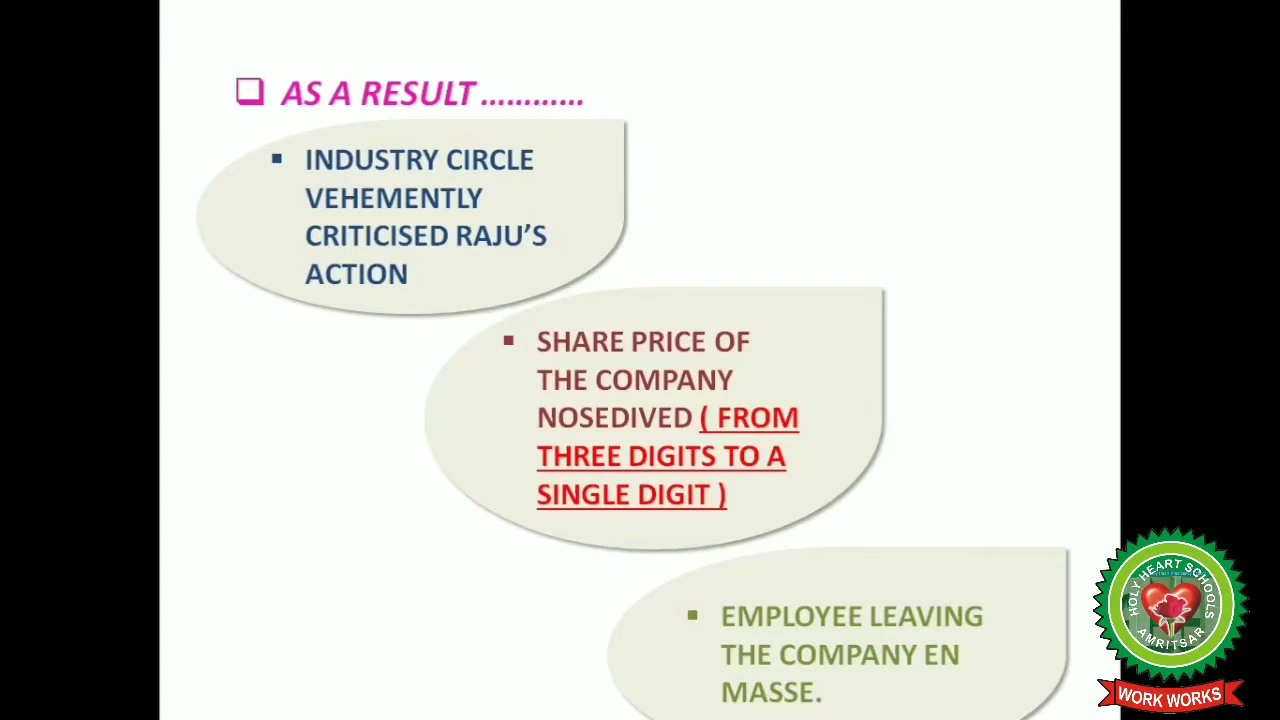 ❑ AS A RESULT …………
▪ INDUSTRY CIRCLE
VEHEMENTLY
CRITICISED RAJU’S
ACTION
▪ SHARE PRICE OF
THE COMPANY
NOSEDIVED ( FROM
THREE DIGITS TO A
SINGLE DIGIT )
▪ EMPLOYEE LEAVING
THE COMPANY EN
MASSE.
HOLY HEART SCHOOLS
AMRITSAR
WORK WORKS